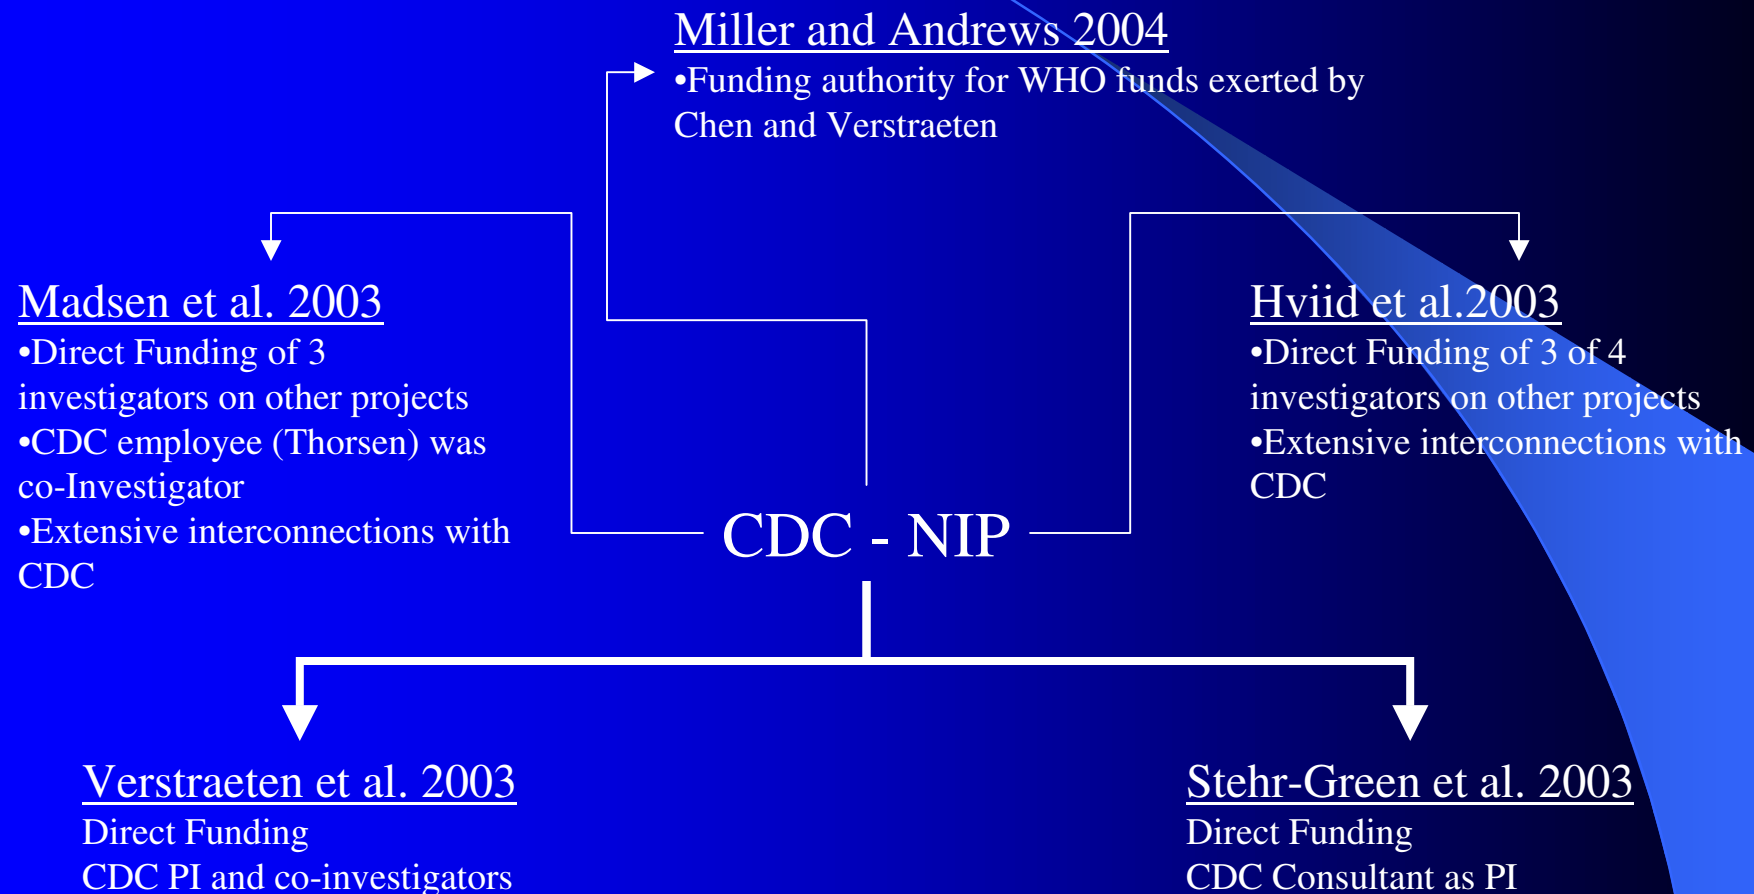 Miller and Andrews 2004
•Funding authority for WHO funds exerted by
Chen and Verstraeten
Madsen et al. 2003
•Direct Funding of 3
investigators on other projects
•CDC employee (Thorsen) was
co-Investigator
•Extensive interconnections with
CDC
Hviid et al.2003
•Direct Funding of 3 of 4
investigators on other projects
•Extensive interconnections with
CDC
CDC - NIP
Verstraeten et al. 2003
Direct Funding
CDC PI and co-investigators
Stehr-Green et al. 2003
Direct Funding
CDC Consultant as PI